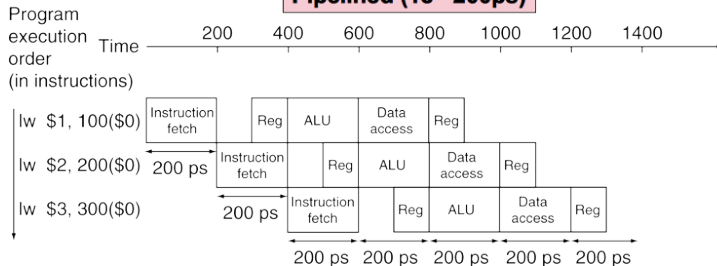 Pipelined (Tc= 200ps)
Program
execution
order
(in instructions)
Time
200 400 600 800 1000 1200 1400
lw $1, 100($0)
Instruction
fetch
Reg
ALU
Data
access
Reg
lw $2, 200($0)
200 ps
Instruction
fetch
Reg
ALU
Data
access
Reg
lw $3, 300($0)
200 ps
Instruction
fetch
Reg
ALU
Data
access
Reg
200 ps 200 ps 200 ps 200 ps 200 ps